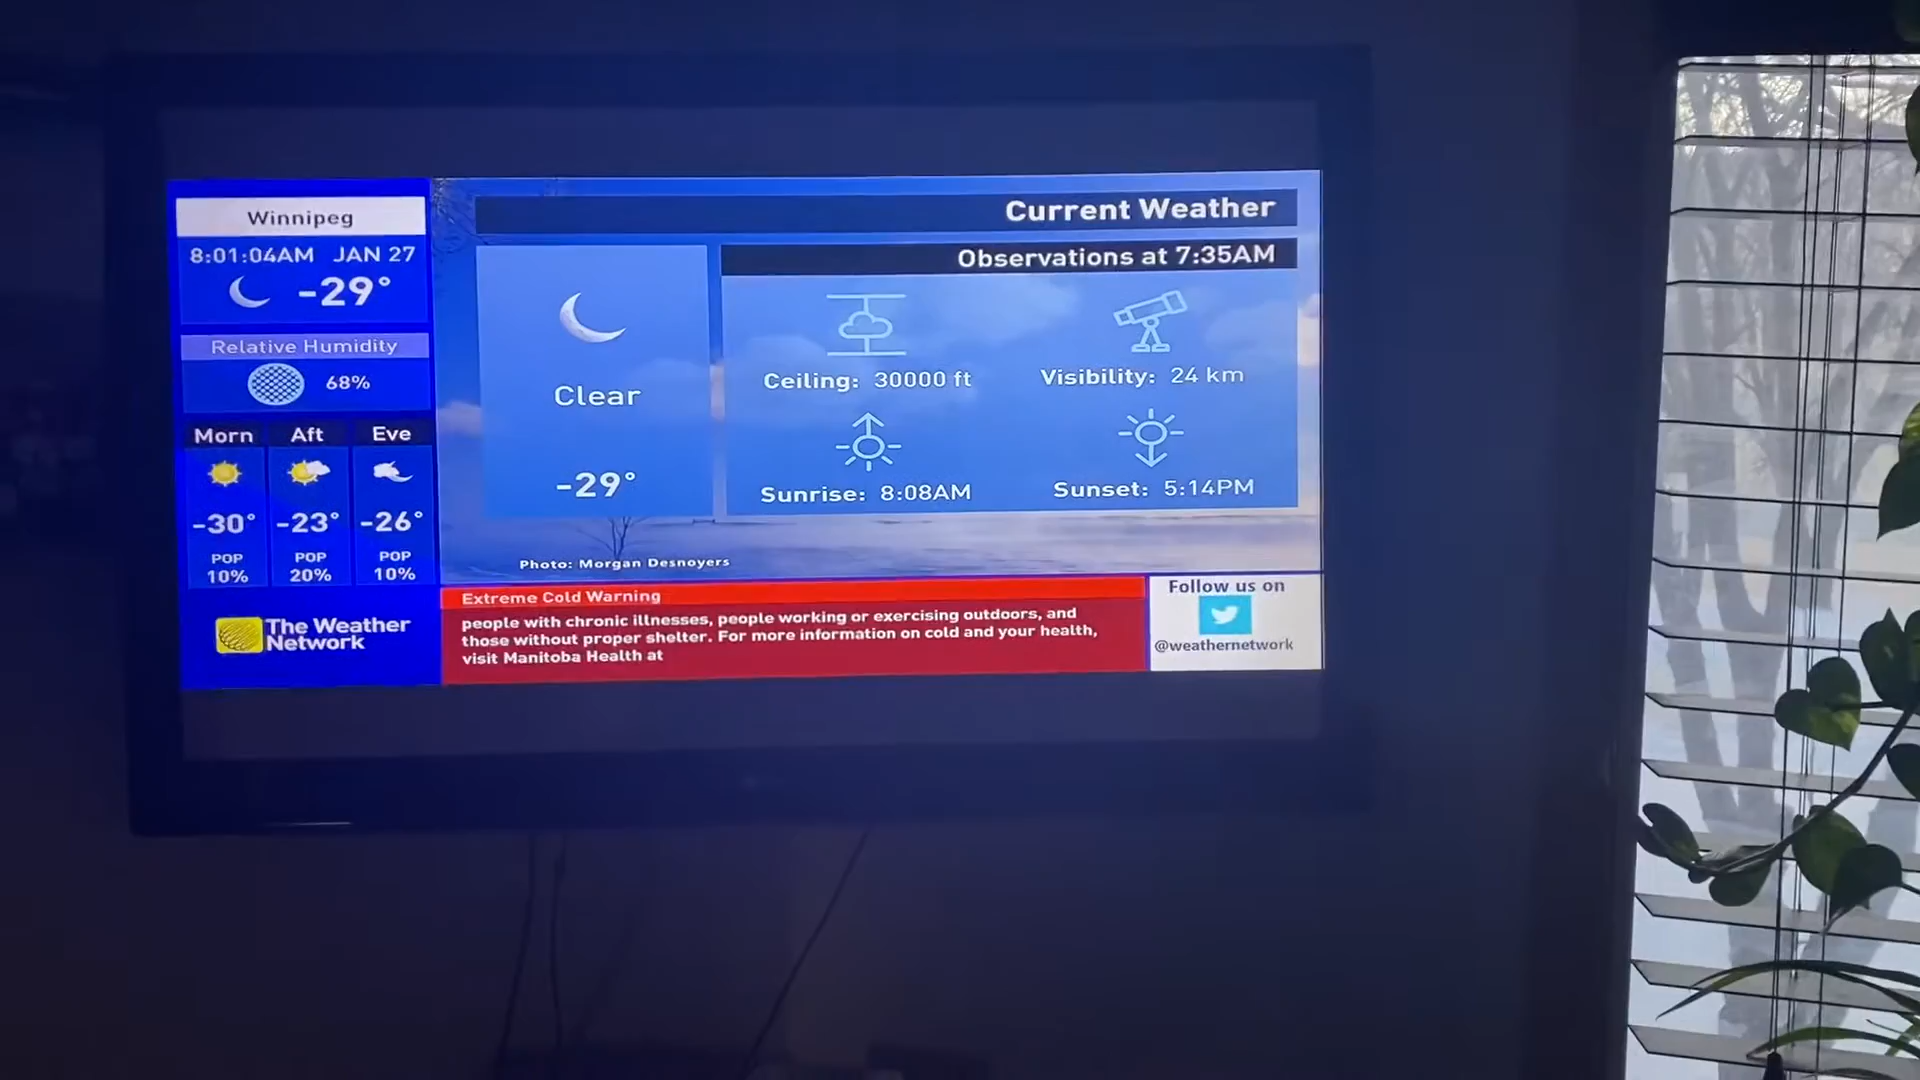 Winnipeg
8:01:04AM JAN 27
-29°
Relative Humidity
68%
Morn Aft Eve
-30° -23° -26°
POP POP POP
10% 20% 10%
The Weather
Network
Current Weather
Observations at 7:35AM
Clear
-29°
Ceiling: 30000 ft
Visibility: 24 km
Sunrise: 8:08AM
Sunset: 5:14PM
Photo: Morgan Desnoyers
Extreme Cold Warning
people with chronic illnesses, people working or exercising outdoors, and
those without proper shelter. For more information on cold and your health,
visit Manitoba Health at
Follow us on
@weathernetwork